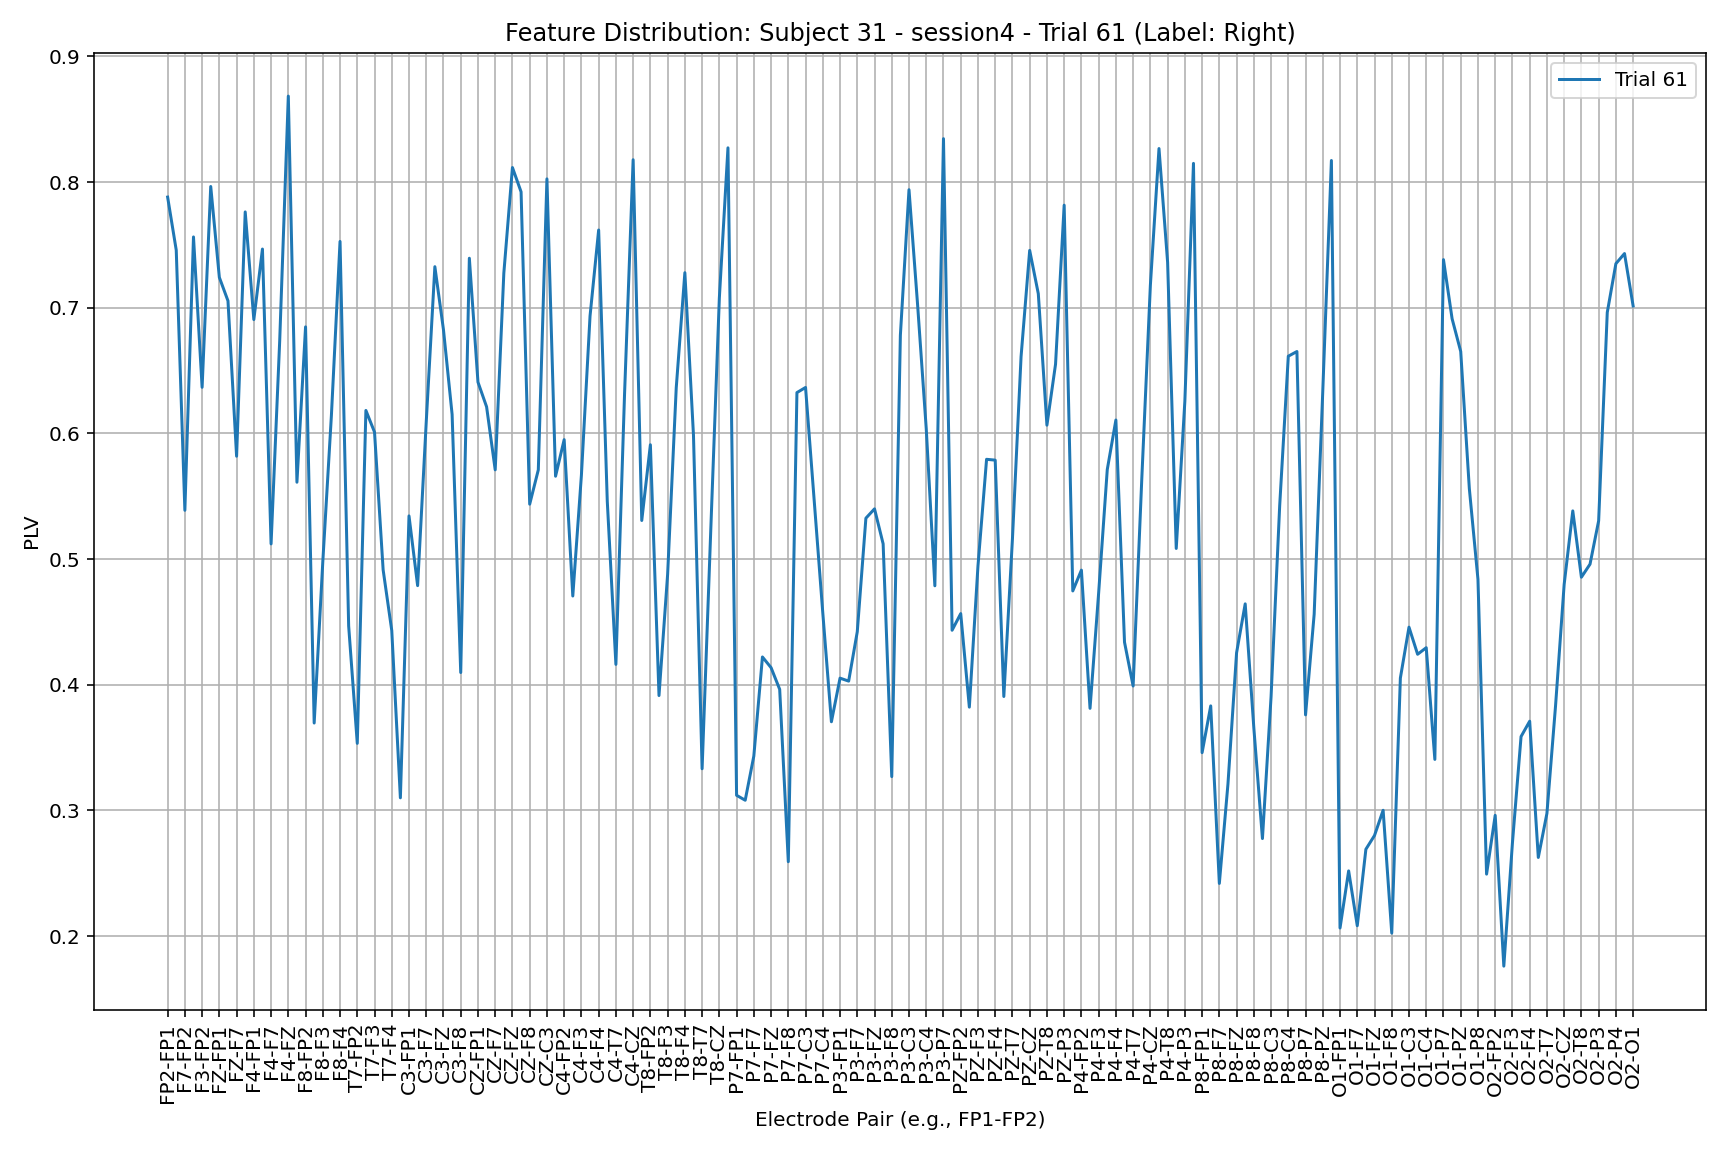 Feature Distribution: Subject 31 - session4 - Trial 61 (Label: Right)
Trial 61
0.9
0.8
0.7
0.6
0.5
0.4
0.3
0.2
PLV
FP2-FP1
F7-FP2
F3-FP2
FZ-FP1
FZ-F7
F4-FP1
F4-F7
F4-FZ
F8-FP2
F8-F3
F8-F4
T7-FP2
T7-F3
T7-F4
C3-FP1
C3-F7
C3-FZ
C3-F8
CZ-FP1
CZ-F7
CZ-FZ
CZ-F8
CZ-C3
C4-FP2
C4-F3
C4-F4
C4-T7
C4-CZ
T8-FP2
T8-F3
T8-F4
T8-T7
T8-CZ
P7-FP1
P7-F7
P7-FZ
P7-F8
P7-C3
P7-C4
P3-FP1
P3-F7
P3-FZ
P3-F8
P3-C3
P3-C4
P3-P7
PZ-FP2
PZ-F3
PZ-F4
PZ-T7
PZ-CZ
PZ-T8
PZ-P3
P4-FP2
P4-F3
P4-F4
P4-T7
P4-CZ
P4-T8
P4-P3
P8-FP1
P8-F7
P8-FZ
P8-F8
P8-C3
P8-C4
P8-P7
P8-PZ
O1-FP1
O1-F7
O1-FZ
O1-F8
O1-C3
O1-C4
O1-P7
O1-PZ
O1-P8
O2-FP2
O2-F3
O2-F4
O2-T7
O2-CZ
O2-T8
O2-P3
O2-P4
O2-O1
Electrode Pair (e.g., FP1-FP2)